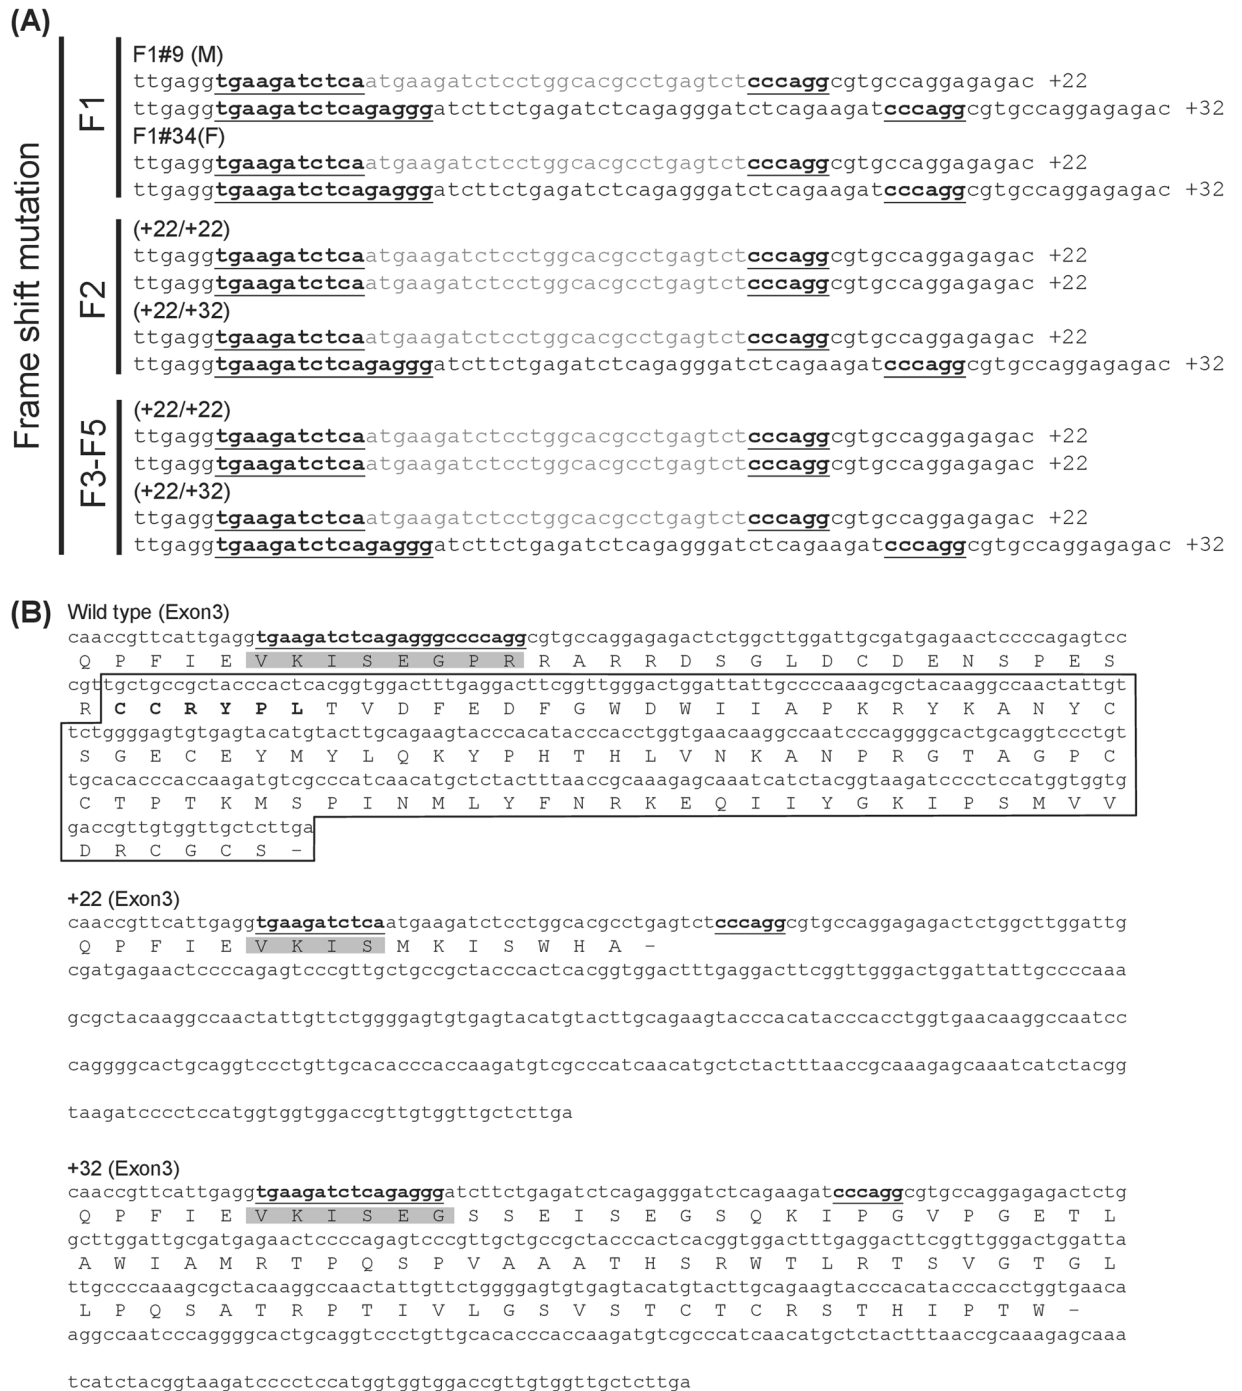 (A)
Frame shift mutation
F1
F1#9 (M)
ttgaggtgaagatctcaatgaagatctcctggcacgcctgagtctcccaggcgtgccaggagagac +22
ttgaggtgaagatctcagagggatcttctgagatctcagagggatctcagaagatcccaggcgtgccaggagagac +32
F1#34(F)
ttgaggtgaagatctcaatgaagatctcctggcacgcctgagtctcccaggcgtgccaggagagac +22
ttgaggtgaagatctcagagggatcttctgagatctcagagggatctcagaagatcccaggcgtgccaggagagac +32
F2
(+22/+22)
ttgaggtgaagatctcaatgaagatctcctggcacgcctgagtctcccaggcgtgccaggagagac +22
ttgaggtgaagatctcaatgaagatctcctggcacgcctgagtctcccaggcgtgccaggagagac +22
(+22/+32)
ttgaggtgaagatctcaatgaagatctcctggcacgcctgagtctcccaggcgtgccaggagagac +22
ttgaggtgaagatctcagagggatcttctgagatctcagagggatctcagaagatcccaggcgtgccaggagagac +32
F3-F5
(+22/+22)
ttgaggtgaagatctcaatgaagatctcctggcacgcctgagtctcccaggcgtgccaggagagac +22
ttgaggtgaagatctcaatgaagatctcctggcacgcctgagtctcccaggcgtgccaggagagac +22
(+22/+32)
ttgaggtgaagatctcaatgaagatctcctggcacgcctgagtctcccaggcgtgccaggagagac +22
ttgaggtgaagatctcagagggatcttctgagatctcagagggatctcagaagatcccaggcgtgccaggagagac +32
(B)
Wild type (Exon3)
caaccgttcattgaggtgaagatctcagagggccccaggcgtgccaggagagactctggcttggattgcgatgagaactccccagagtcc
Q P F I E V K I S E G P R R A R R D S G L D C D E N S P E S
cgttgctgccgctacccactcacggtggactttgaggacttcggttgggactggattattgccccaaagcgctacaaggccaactattgt
R C C R Y P L T V D F E D F G W D W I I A P K R Y K A N Y C
tctggggagtgtgagtacatgtacttgcagaagtacccacatacccacctggtgaacaaggccaatcccaggggcactgcaggtccctgt
S G E C E Y M Y L Q K Y P H T H L V N K A N P R G T A G P C
tgcacacccaccaagatgtcgcccatcaacatgctctactttaaccgcaaagagcaaatcatctacggtaagatcccctccatggtggtg
C T P T K M S P I N M L Y F N R K E Q I I Y G K I P S M V V
gaccgttgtggttgctcttga
D R C G C S –
+22 (Exon3)
caaccgttcattgaggtgaagatctcaatgaagatctcctggcacgcctgagtctcccaggcgtgccaggagagactctggcttggattg
Q P F I E V K I S M K I S W H A –
cgatgagaactccccagagtcccgttgctgccgctacccactcacggtggactttgaggacttcggttgggactggattattgccccaaa
gcgctacaaggccaactattgttctggggagtgtgagtacatgtacttgcagaagtacccacatacccacctggtgaacaaggccaatcc
caggggcactgcaggtccctgttgcacacccaccaagatgtcgcccatcaacatgctctactttaaccgcaaagagcaaatcatctacgg
taagatcccctccatggtggtggaccgttgtggttgctcttga
+32 (Exon3)
caaccgttcattgaggtgaagatctcagagggatcttctgagatctcagagggatctcagaagatcccaggcgtgccaggagagactctg
Q P F I E V K I S E G S S E I S E G S Q K I P G V P G E T L
gcttggattgcgatgagaactccccagagtcccgttgctgccgctacccactcacggtggactttgaggacttcggttgggactggatta
A W I A M R T P Q S P V A A A T H S R W T L R T S V G T G L
ttgccccaaagcgctacaaggccaactattgttctggggagtgtgagtacatgtacttgcagaagtacccacatacccacctggtgaaca
L P Q S A T R P T I V L G S V S T C T C R S T H I P T W –
aggccaatcccaggggcactgcaggtccctgttgcacacccaccaagatgtcgcccatcaacatgctctactttaaccgcaaagagcaaa
tcatctacggtaagatcccctccatggtggtggaccgttgtggttgctcttga